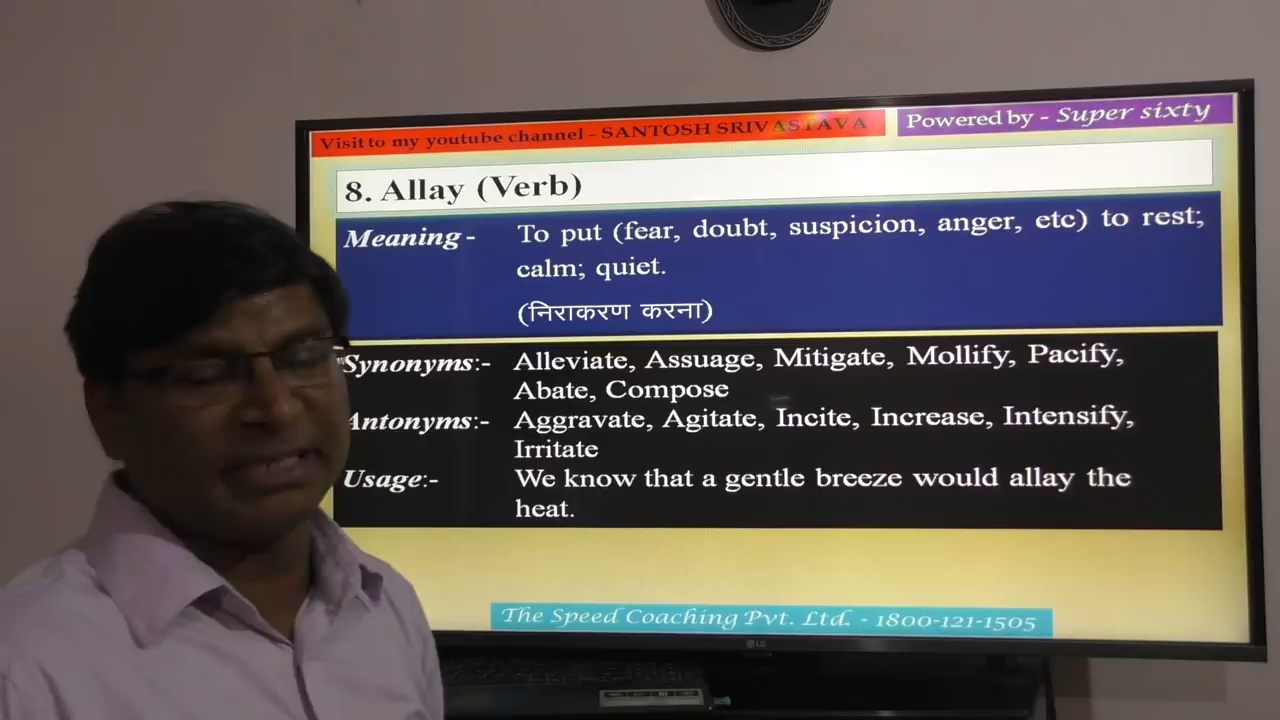 Visit to my youtube channel - SANTOSH SRIVASTAVA
Powered by - Super sixty
8. Allay (Verb)
Meaning - To put (fear, doubt, suspicion, anger, etc) to rest;
calm; quiet.
(निराकरण करना)
Synonyms:- Alleviate, Assuage, Mitigate, Mollify, Pacify,
Abate, Compose
Antonyms:- Aggravate, Agitate, Incite, Increase, Intensify,
Irritate
Usage:- We know that a gentle breeze would allay the
heat.
The Speed Coaching Pvt. Ltd. - 1800-121-1505
LG